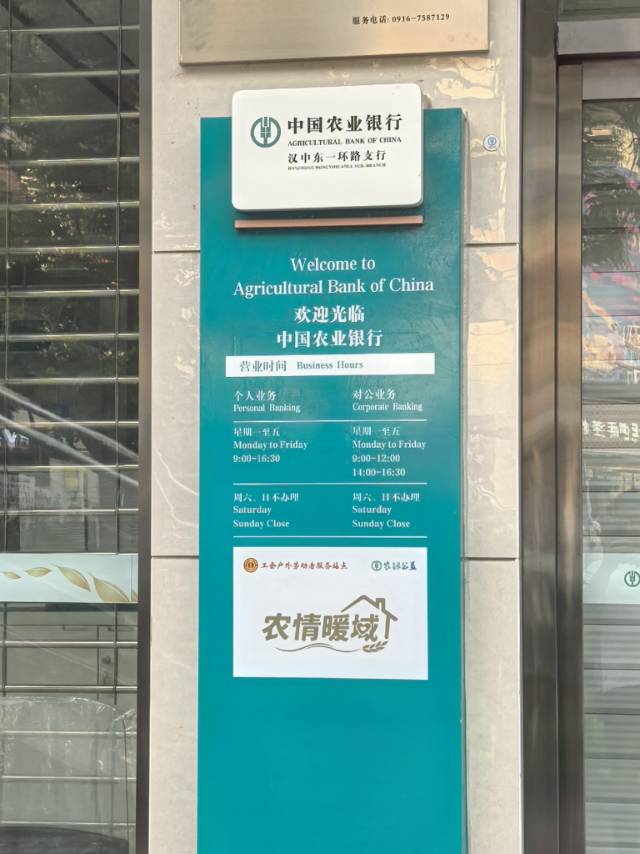 服务电话: 0916-7587129
中国农业银行
AGRICULTURAL BANK OF CHINA
汉中东一环路支行
Welcome to
Agricultural Bank of China
欢迎光临
中国农业银行
营业时间 Business Hours
个人业务 对公业务
Personal Banking Corporate Banking
星期一至五 星期一至五
Monday to Friday Monday to Friday
9:00-16:30 9:00-12:00
14:00-16:30
周六、日不办理 周六、日不办理
Saturday Saturday
Sunday Close Sunday Close
工会户外劳动者服务站点 农银公益
农情暖域